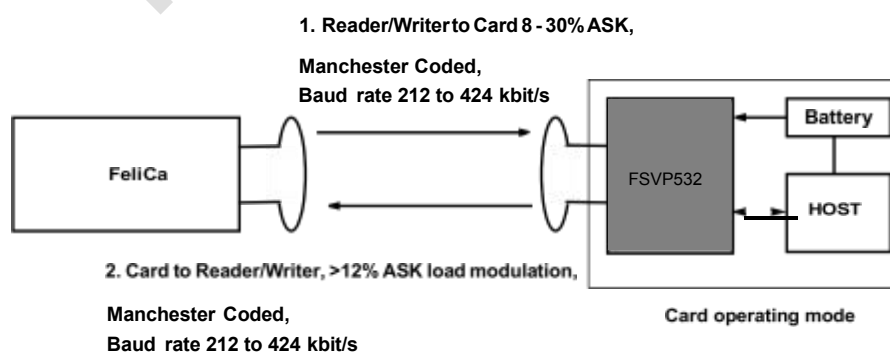 1. Reader/Writer to Card 8 - 30% ASK,
Manchester Coded,
Baud rate 212 to 424 kbit/s
Battery
FeliCa
FSVP532
HOST
2. Card to Reader/Writer, >12% ASK load modulation,
Manchester Coded,
Baud rate 212 to 424 kbit/s
Card operating mode